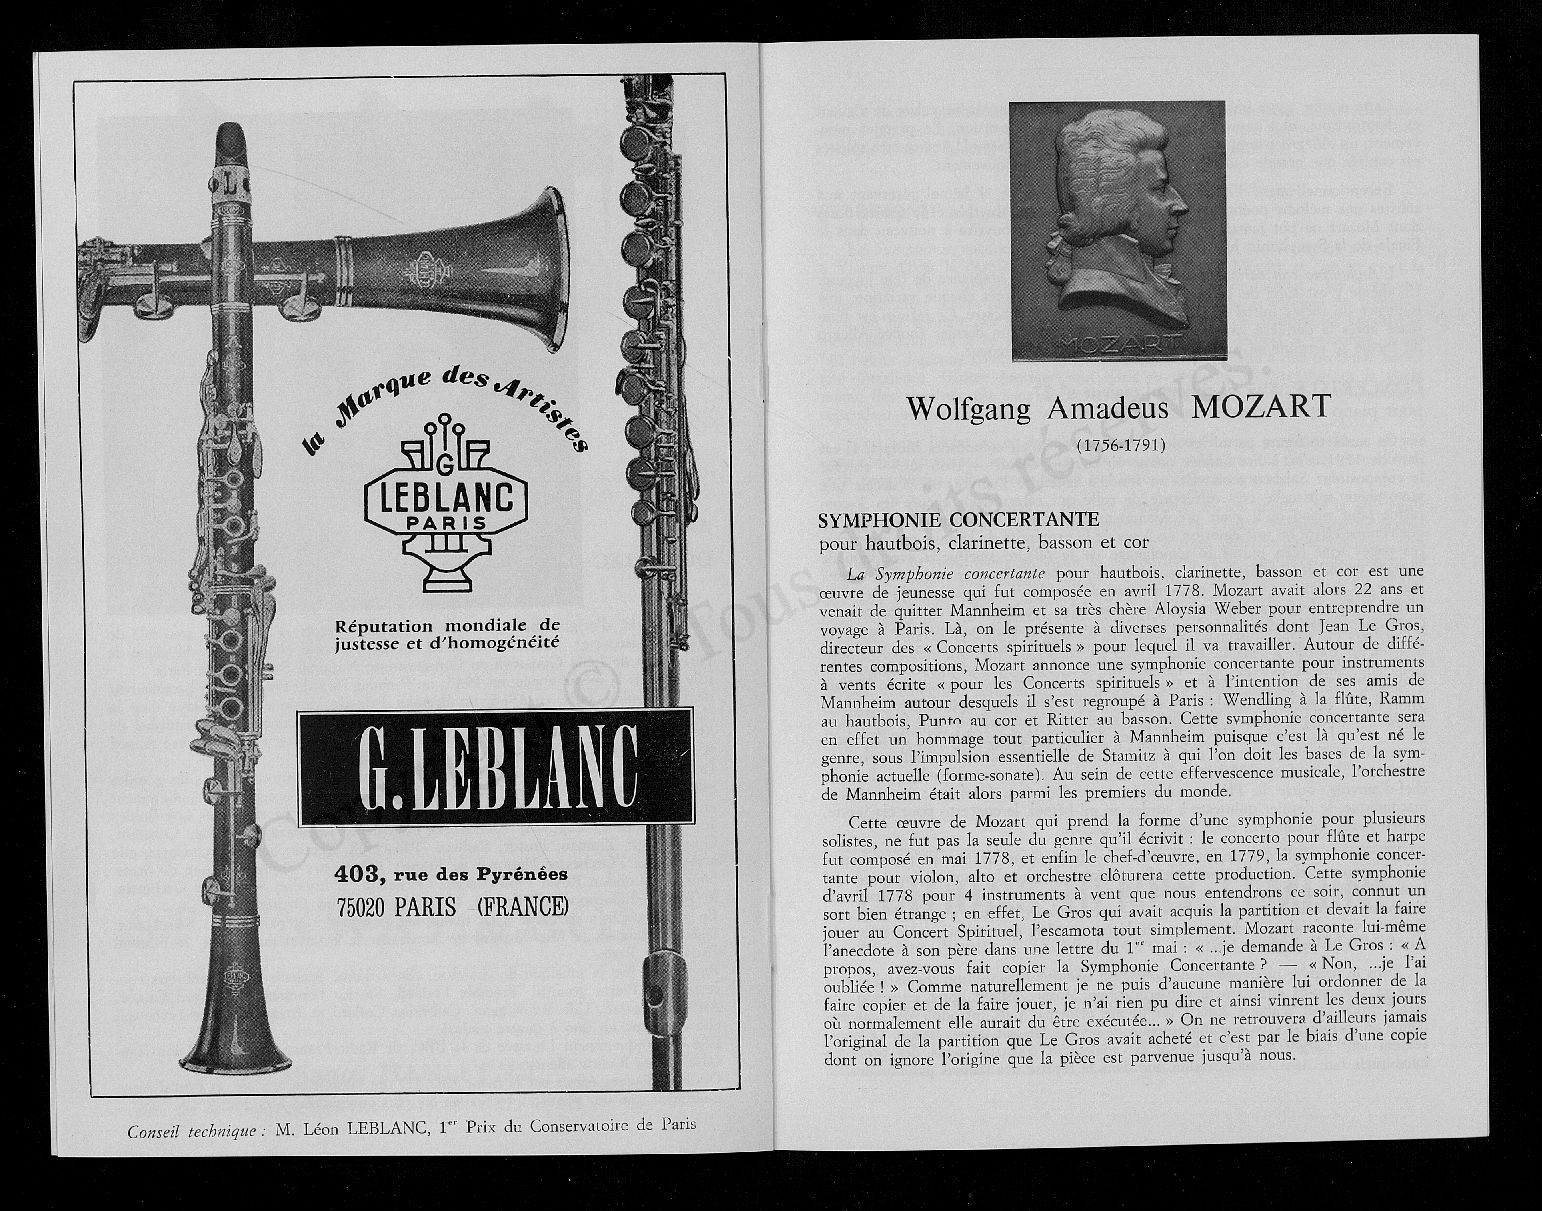 la Marque des Artistes
G
LEBLANC
PARIS
Réputation mondiale de
justesse et d'homogénéité
G. LEBLANC
403, rue des Pyrénées
75020 PARIS (FRANCE)
Conseil technique : M. Léon LEBLANC, 1er Prix du Conservatoire de Paris
MOZART
Wolfgang Amadeus MOZART
(1756-1791)
SYMPHONIE CONCERTANTE
pour hautbois, clarinette, basson et cor
La Symphonie concertante pour hautbois, clarinette, basson et cor est une
œuvre de jeunesse qui fut composée en avril 1778. Mozart avait alors 22 ans et
venait de quitter Mannheim et sa très chère Aloysia Weber pour entreprendre un
voyage à Paris. Là, on le présente à diverses personnalités dont Jean Le Gros,
directeur des « Concerts spirituels » pour lequel il va travailler. Autour de diffé-
rentes compositions, Mozart annonce une symphonie concertante pour instruments
à vents écrite « pour les Concerts spirituels » et à l'intention de ses amis de
Mannheim autour desquels il s'est regroupé à Paris : Wendling à la flûte, Ramm
au hautbois, Punto au cor et Ritter au basson. Cette symphonie concertante sera
en effet un hommage tout particulier à Mannheim puisque c'est là qu'est né le
genre, sous l'impulsion essentielle de Stamitz à qui l'on doit les bases de la sym-
phonie actuelle (forme-sonate). Au sein de cette effervescence musicale, l'orchestre
de Mannheim était alors parmi les premiers du monde.
Cette œuvre de Mozart qui prend la forme d'une symphonie pour plusieurs
solistes, ne fut pas la seule du genre qu'il écrivit : le concerto pour flûte et harpe
fut composé en mai 1778, et enfin le chef-d'œuvre, en 1779, la symphonie concer-
tante pour violon, alto et orchestre clôturera cette production. Cette symphonie
d'avril 1778 pour 4 instruments à vent que nous entendrons ce soir, connut un
sort bien étrange ; en effet, Le Gros qui avait acquis la partition et devait la faire
jouer au Concert Spirituel, l'escamota tout simplement. Mozart raconte lui-même
l'anecdote à son père dans une lettre du 1er mai : « ...je demande à Le Gros : « A
propos, avez-vous fait copier la Symphonie Concertante ? — « Non, ...je l'ai
oubliée ! » Comme naturellement je ne puis d'aucune manière lui ordonner de la
faire copier et de la faire jouer, je n'ai rien pu dire et ainsi vinrent les deux jours
où normalement elle aurait du être exécutée... » On ne retrouvera d'ailleurs jamais
l'original de la partition que Le Gros avait acheté et c'est par le biais d'une copie
dont on ignore l'origine que la pièce est parvenue jusqu'à nous.
Copyright © - Tous droits réservés.